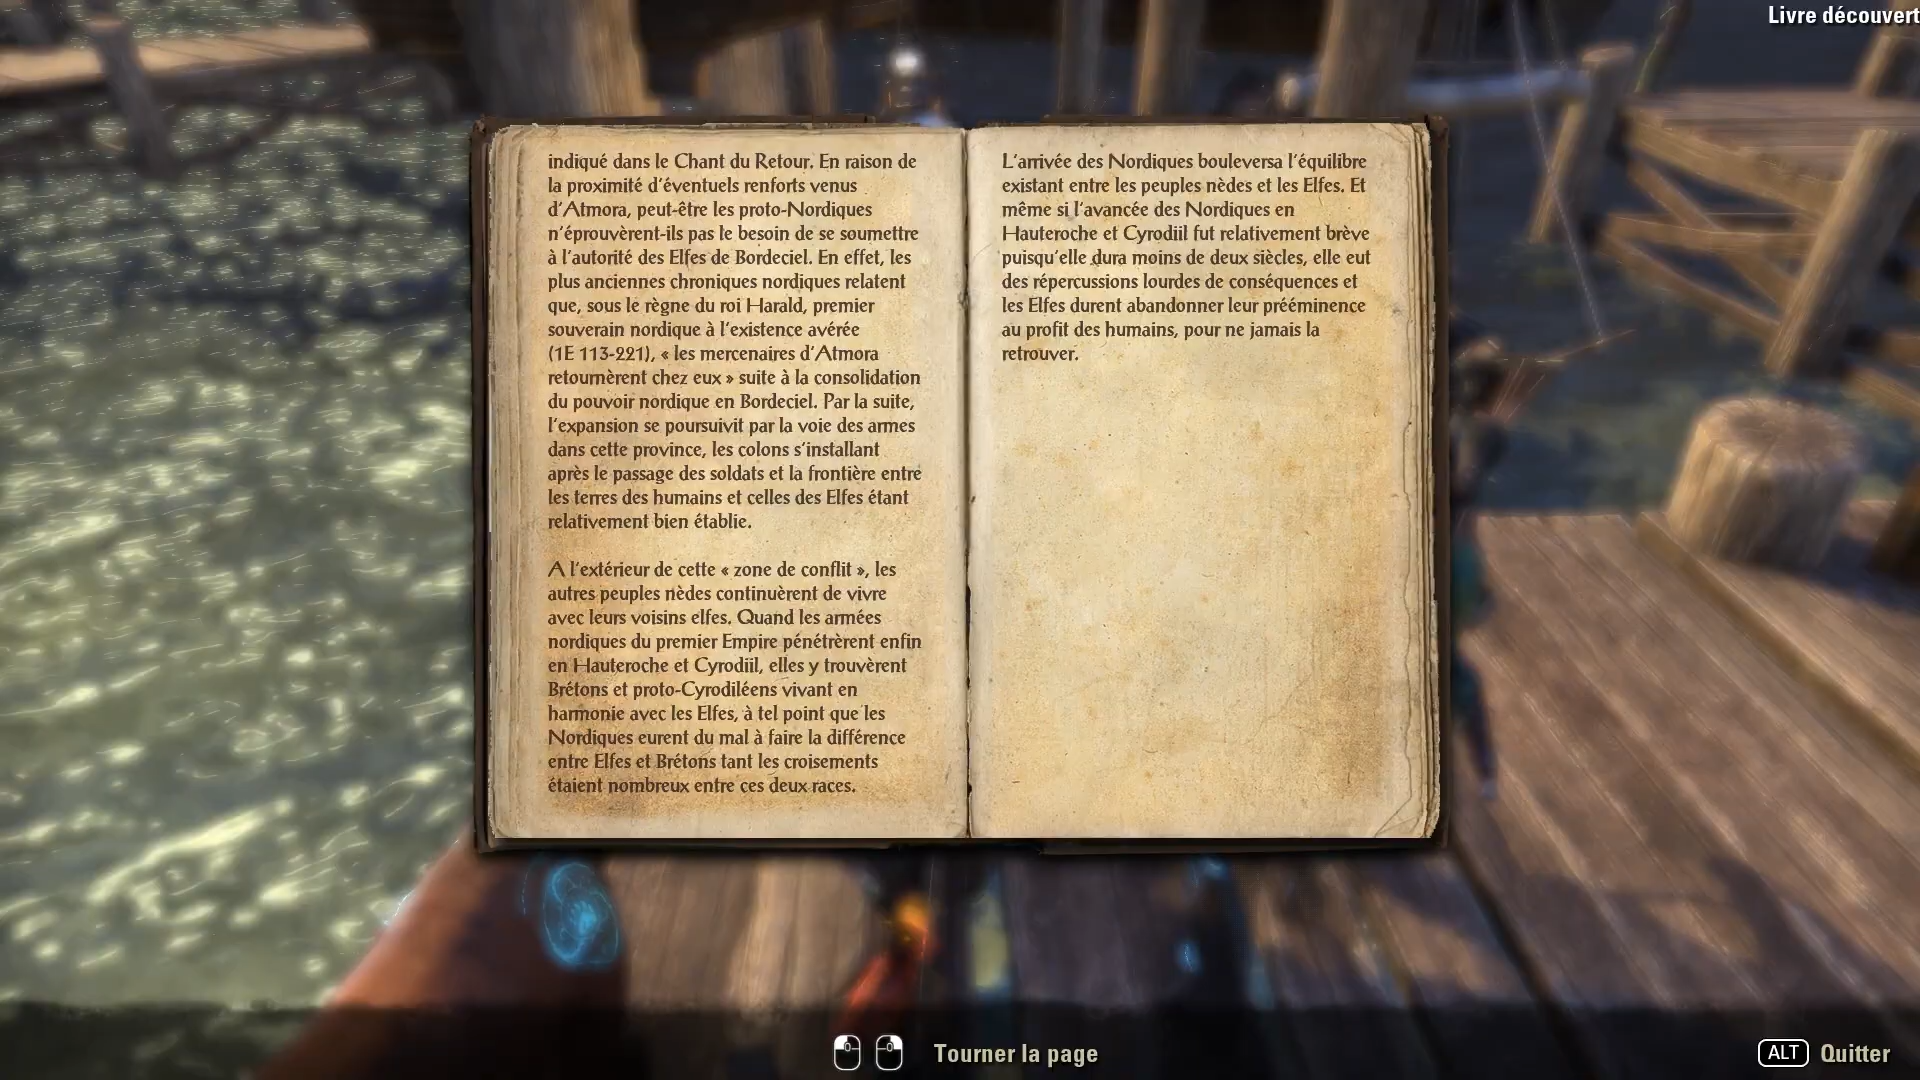 Livre découvert
indiqué dans le Chant du Retour. En raison de
la proximité d'éventuels renforts venus
d'Atmora, peut-être les proto-Nordiques
n'éprouvèrent-ils pas le besoin de se soumettre
à l'autorité des Elfes de Bordeciel. En effet, les
plus anciennes chroniques nordiques relatent
que, sous le règne du roi Harald, premier
souverain nordique à l'existence avérée
(1E 113-221), « les mercenaires d'Atmora
retournèrent chez eux » suite à la consolidation
du pouvoir nordique en Bordeciel. Par la suite,
l'expansion se poursuivit par la voie des armes
dans cette province, les colons s'installant
après le passage des soldats et la frontière entre
les terres des humains et celles des Elfes étant
relativement bien établie.
A l'extérieur de cette « zone de conflit », les
autres peuples nèdes continuèrent de vivre
avec leurs voisins elfes. Quand les armées
nordiques du premier Empire pénétrèrent enfin
en Hauteroche et Cyrodiil, elles y trouvèrent
Brétons et proto-Cyrodiléens vivant en
harmonie avec les Elfes, à tel point que les
Nordiques eurent du mal à faire la différence
entre Elfes et Brétons tant les croisements
étaient nombreux entre ces deux races.
L'arrivée des Nordiques bouleversa l'équilibre
existant entre les peuples nèdes et les Elfes. Et
même si l'avancée des Nordiques en
Hauteroche et Cyrodiil fut relativement brève
puisqu'elle dura moins de deux siècles, elle eut
des répercussions lourdes de conséquences et
les Elfes durent abandonner leur prééminence
au profit des humains, pour ne jamais la
retrouver.
Tourner la page
ALT Quitter